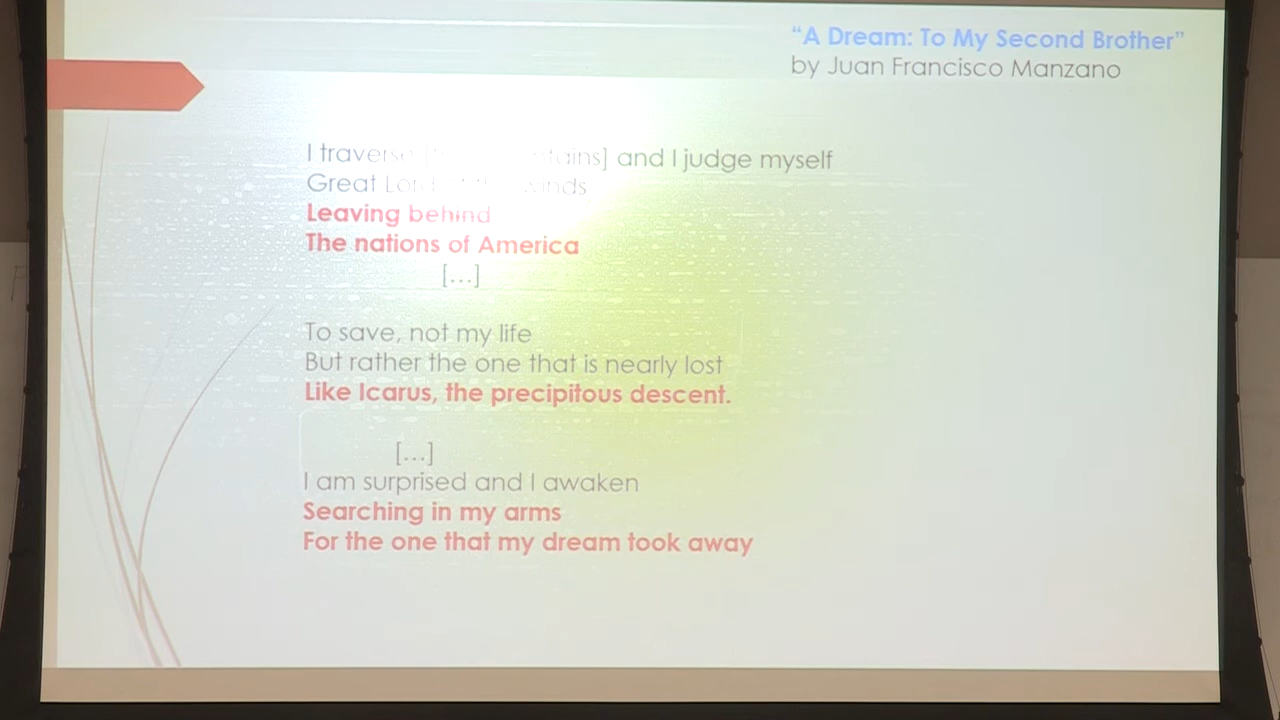 “A Dream: To My Second Brother”
by Juan Francisco Manzano
I traverse and I judge myself
Great Lord
Leaving behind
The nations of America
[...]
To save, not my life
But rather the one that is nearly lost
Like Icarus, the precipitous descent.
[...]
I am surprised and I awaken
Searching in my arms
For the one that my dream took away